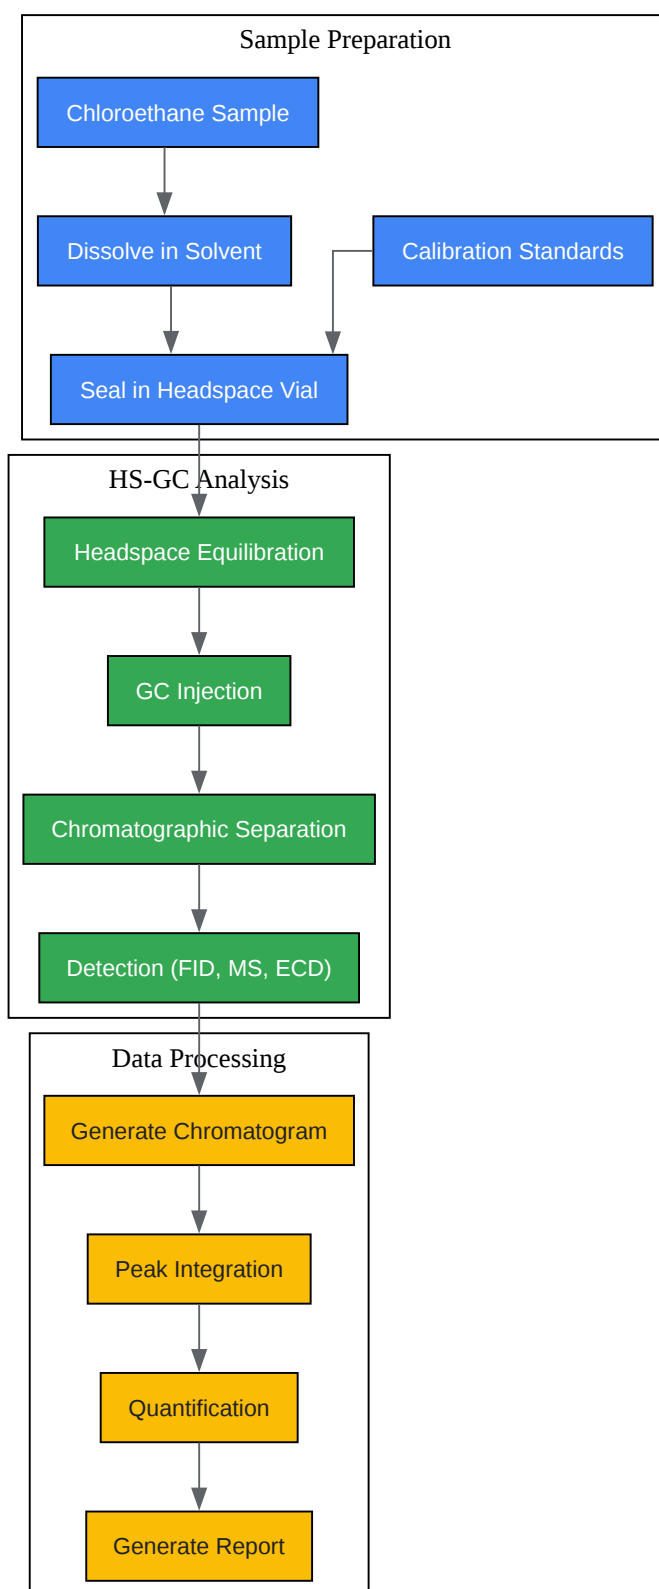 Sample Preparation
Chloroethane Sample
Dissolve in Solvent
Calibration Standards
Seal in Headspace Vial
HS-GC Analysis
Headspace Equilibration
GC Injection
Chromatographic Separation
Detection (FID, MS, ECD)
Data Processing
Generate Chromatogram
Peak Integration
Quantification
Generate Report